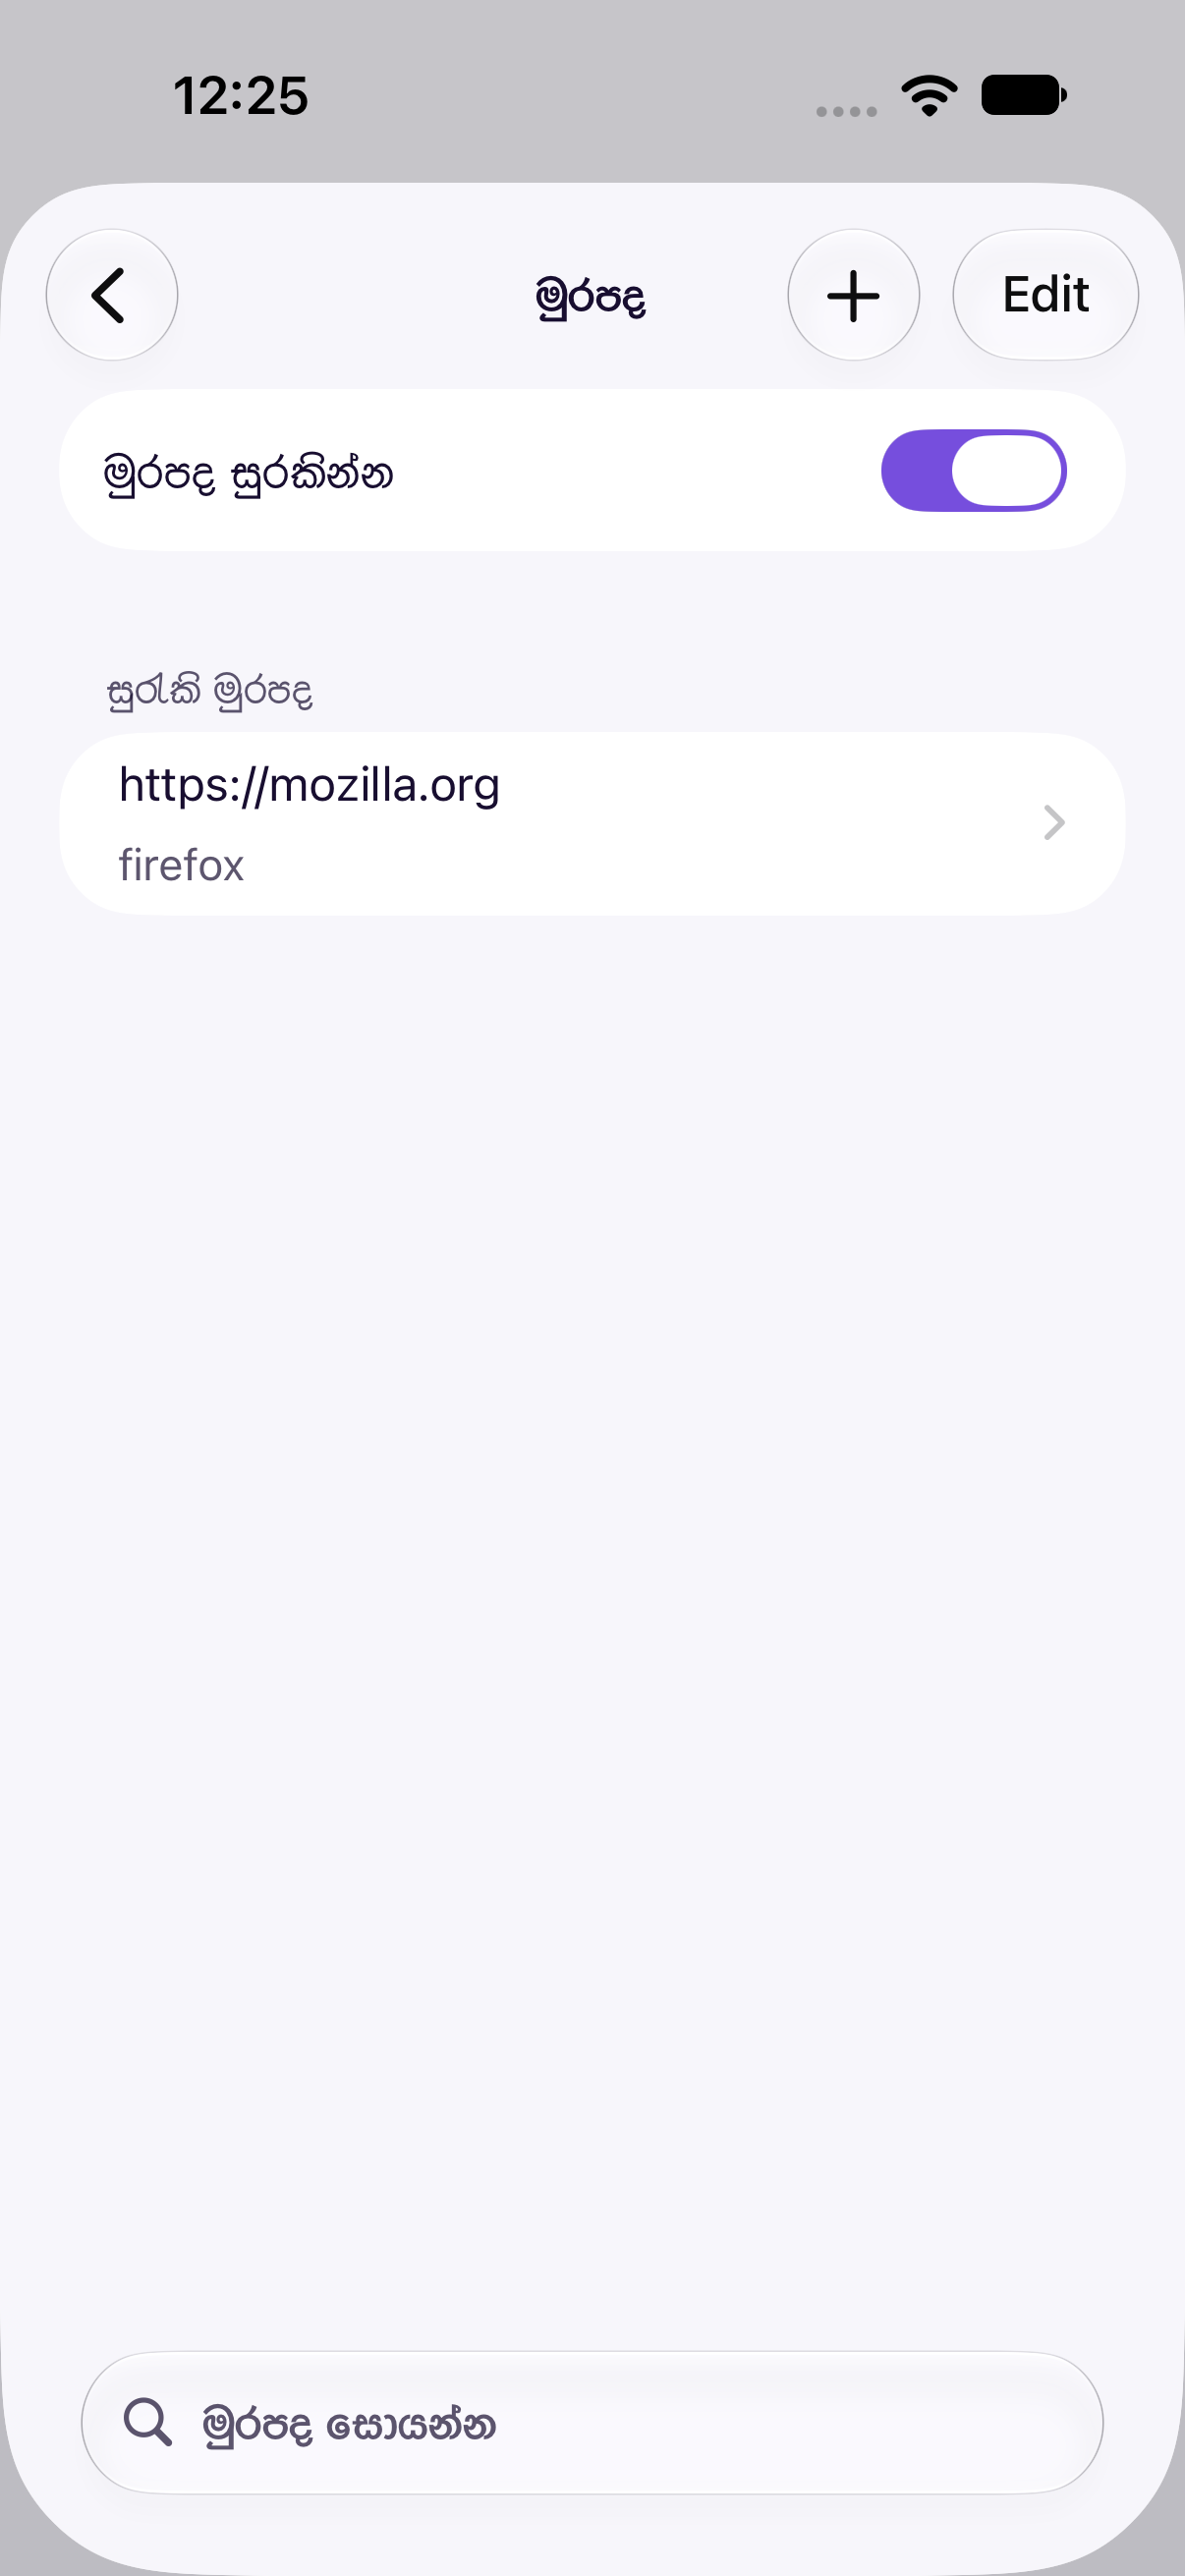 12:25
මුරපද
Edit
මුරපද සුරකින්න
සුරැකි මුරපද
https://mozilla.org
firefox
මුරපද සොයන්න